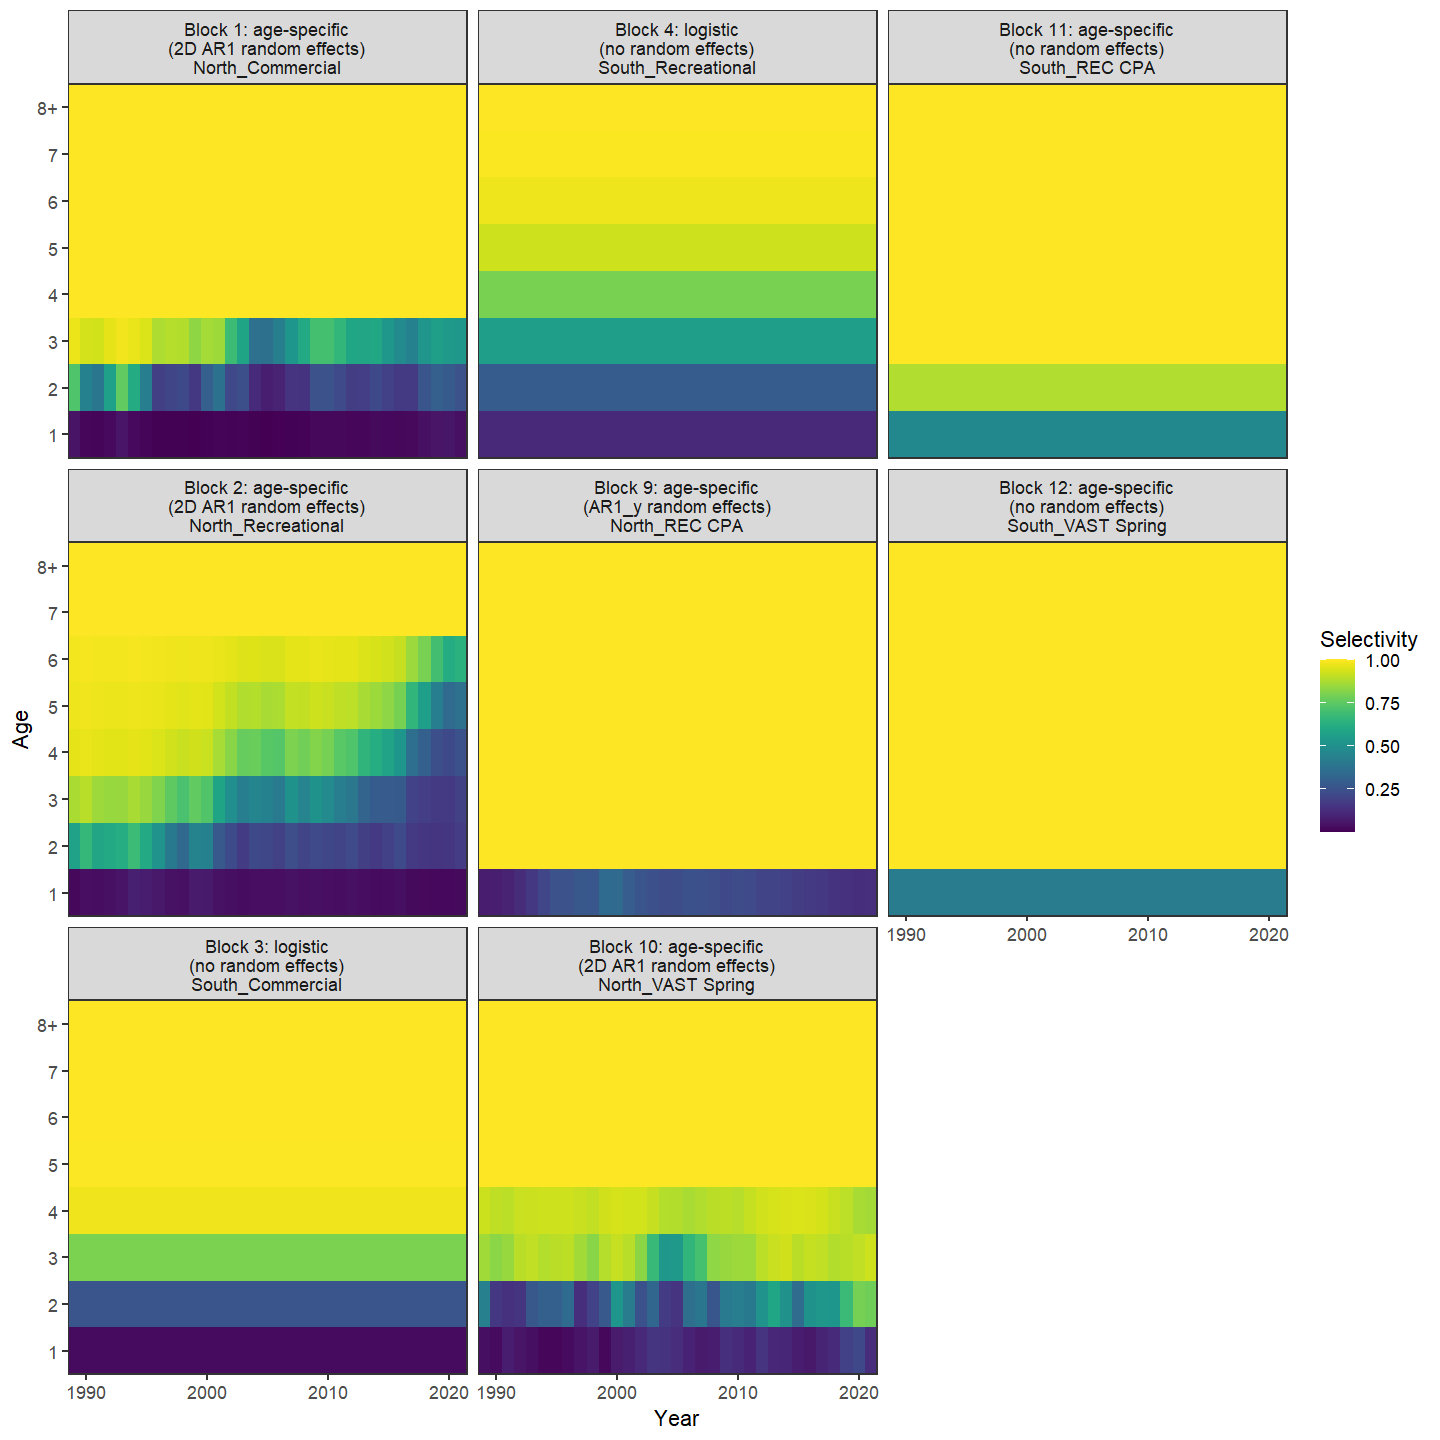 Block 1: age-specific
(2D AR1 random effects)
North_Commercial
Block 4: logistic
(no random effects)
South_Recreational
Block 11: age-specific
(no random effects)
South_REC CPA
8+
7
6
5
4
3
2
1
Block 2: age-specific
(2D AR1 random effects)
North_Recreational
Block 9: age-specific
(AR1_y random effects)
North_REC CPA
Block 12: age-specific
(no random effects)
South_VAST Spring
8+
7
6
5
4
3
2
1
Age
1990
2000
2010
2020
Selectivity
1.00
0.75
0.50
0.25
Block 3: logistic
(no random effects)
South_Commercial
Block 10: age-specific
(2D AR1 random effects)
North_VAST Spring
8+
7
6
5
4
3
2
1
1990
2000
2010
2020
1990
2000
2010
2020
Year